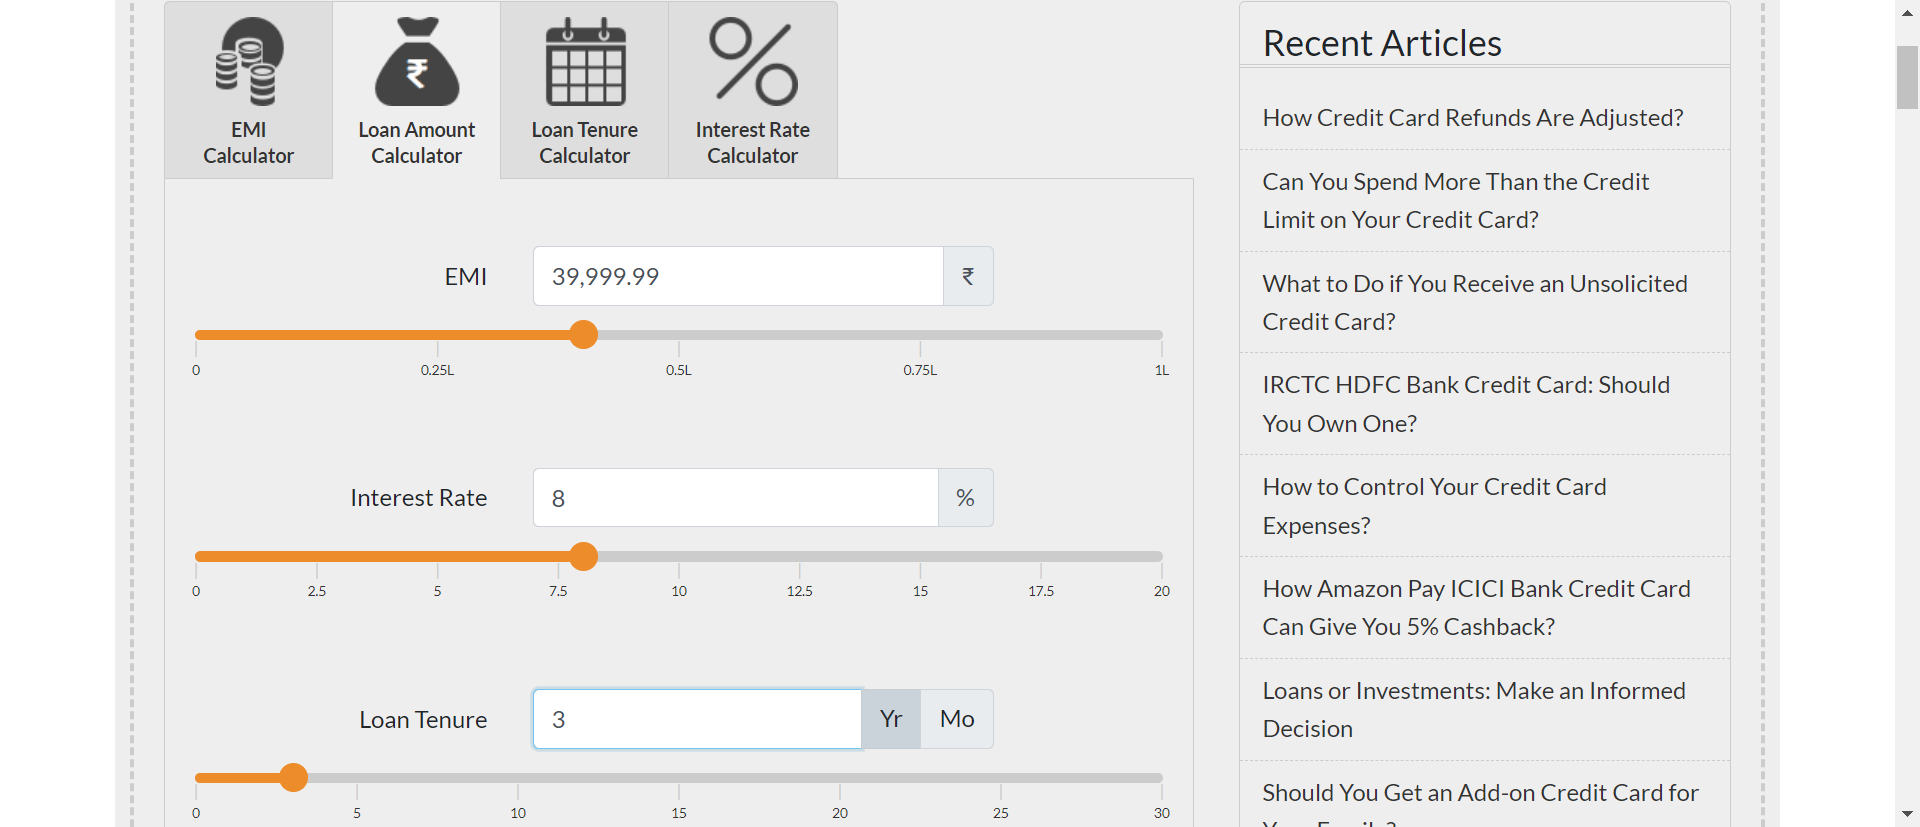 EMI
Calculator
Loan Amount
Calculator
Loan Tenure
Calculator
Interest Rate
Calculator
EMI
39,999.99
₹
0
0.25L
0.5L
0.75L
1L
Interest Rate
8
%
0
2.5
5
7.5
10
12.5
15
17.5
20
Loan Tenure
3
Yr
Mo
0
5
10
15
20
25
30
Recent Articles
How Credit Card Refunds Are Adjusted?
Can You Spend More Than the Credit
Limit on Your Credit Card?
What to Do if You Receive an Unsolicited
Credit Card?
IRCTC HDFC Bank Credit Card: Should
You Own One?
How to Control Your Credit Card
Expenses?
How Amazon Pay ICICI Bank Credit Card
Can Give You 5% Cashback?
Loans or Investments: Make an Informed
Decision
Should You Get an Add-on Credit Card for